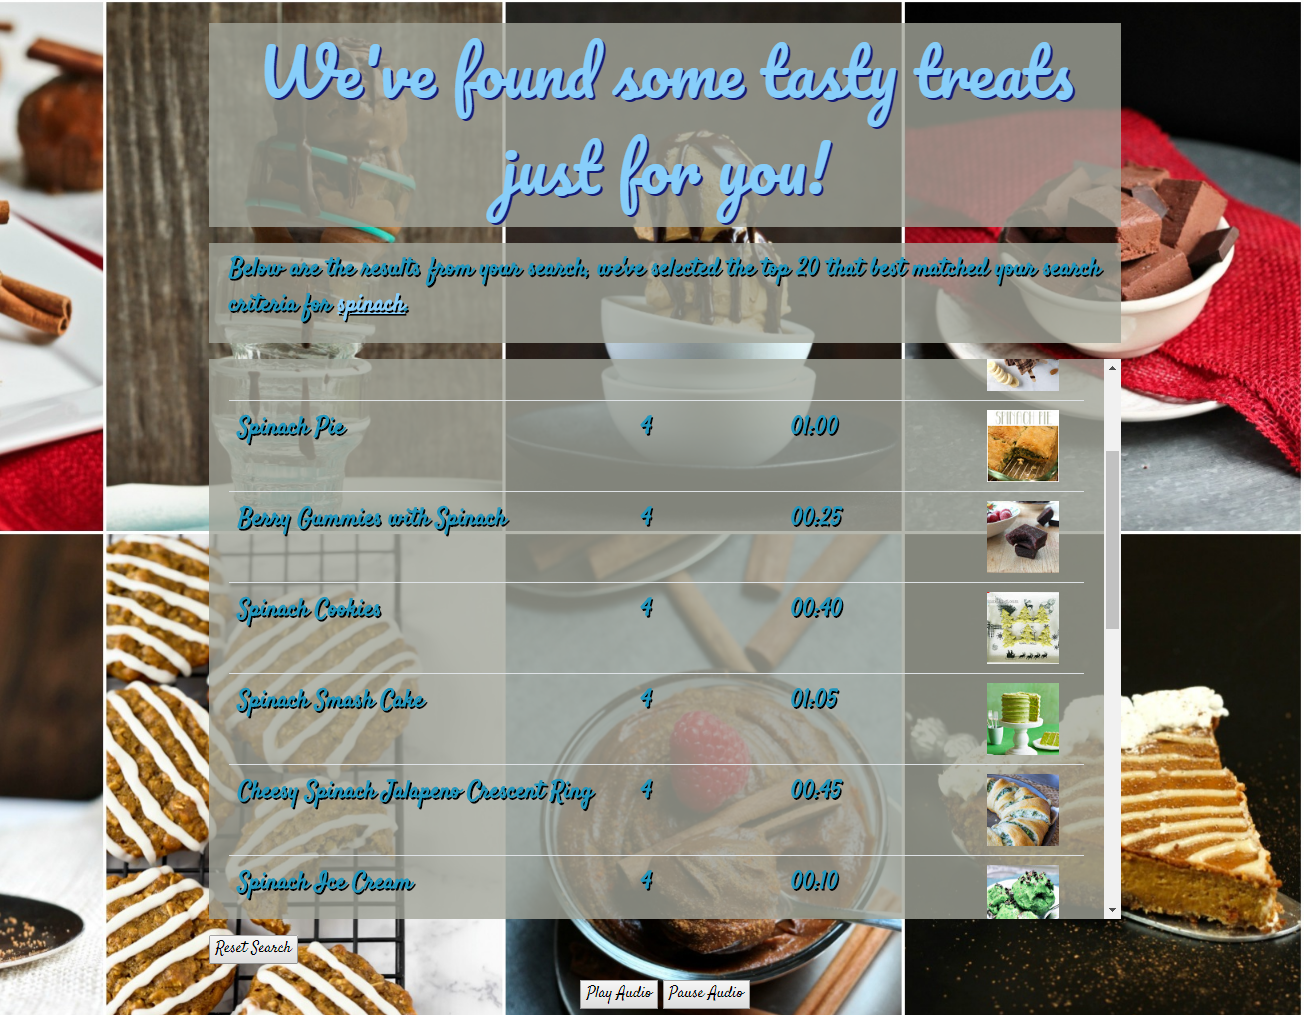 We've found some tasty treats
just for you!
Below are the results from your search, we've selected the top 20 that best matched your search
criteria for spinach.
SPINACH PIE
Spinach Pie 4 01:00
Berry Gummies with Spinach 4 00:25
Spinach Cookies 4 00:40
Spinach Smash Cake 4 01:05
Cheesy Spinach Jalapeno Crescent Ring 4 00:45
Spinach Ice Cream 4 00:10
Reset Search
Play Audio Pause Audio